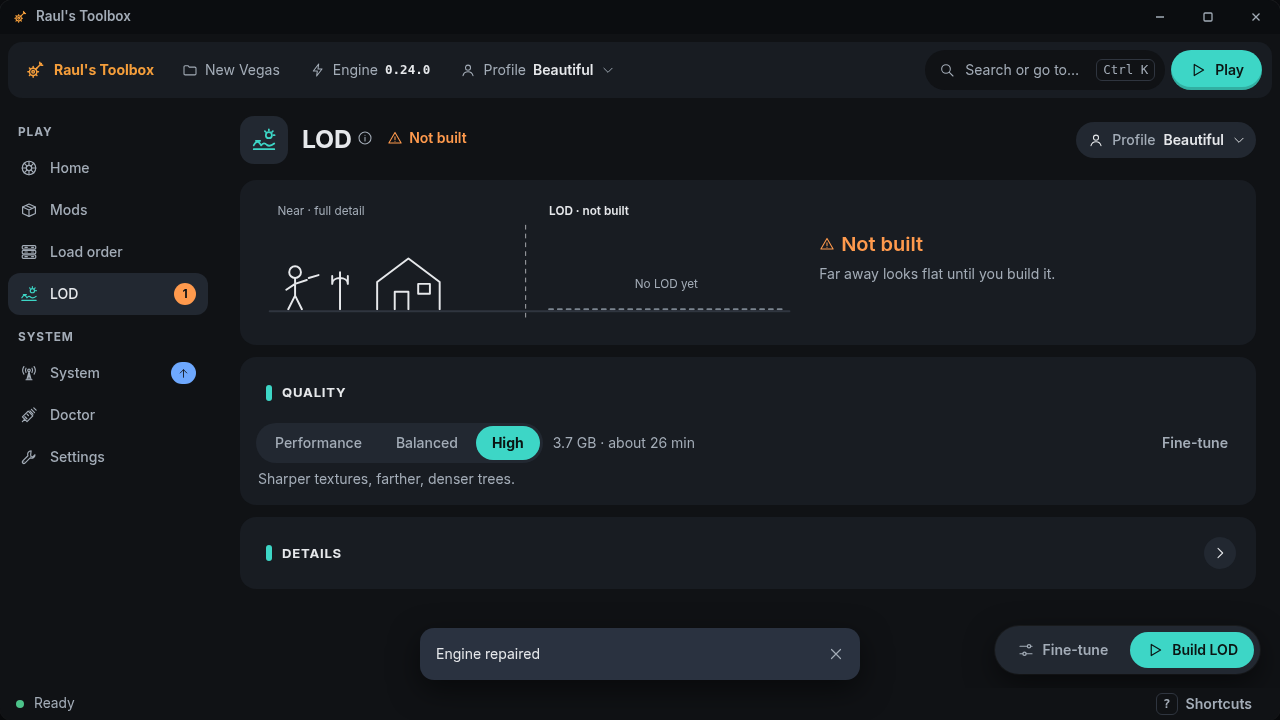 Raul's Toolbox
Raul's Toolbox
New Vegas
Engine 0.24.0
Profile Beautiful
Search or go to...
Ctrl K
Play
PLAY
Home
Mods
Load order
LOD
1
SYSTEM
System
Doctor
Settings
LOD
Not built
Profile Beautiful
Near · full detail
LOD · not built
No LOD yet
Not built
Far away looks flat until you build it.
QUALITY
Performance
Balanced
High
3.7 GB · about 26 min
Fine-tune
Sharper textures, farther, denser trees.
DETAILS
Engine repaired
Fine-tune
Build LOD
Ready
? Shortcuts